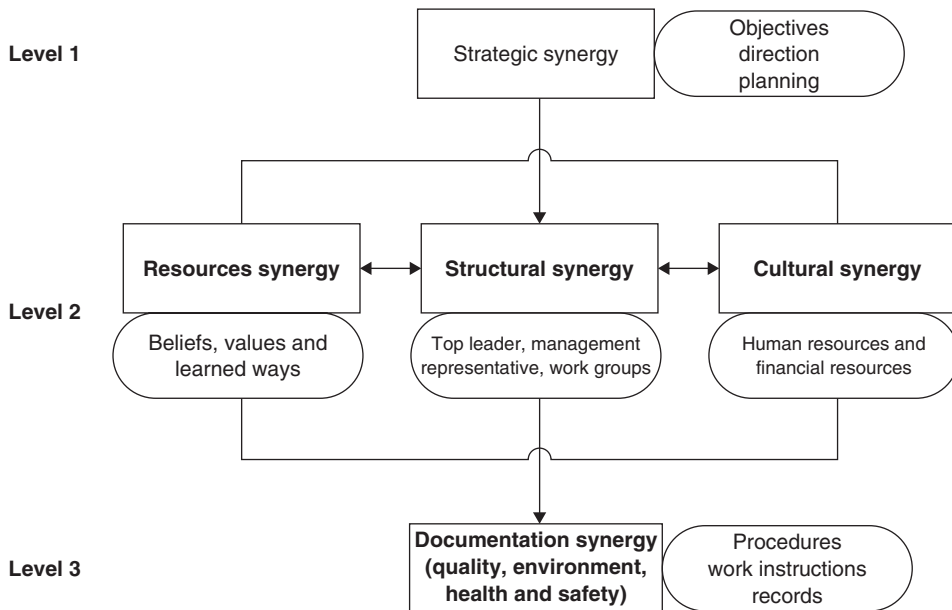 Level 1
Strategic synergy
Objectives
direction
planning
Level 2
Resources synergy
Structural synergy
Cultural synergy
Beliefs, values and
learned ways
Top leader, management
representative, work groups
Human resources and
financial resources
Level 3
Documentation synergy
(quality, environment,
health and safety)
Procedures
work instructions
records